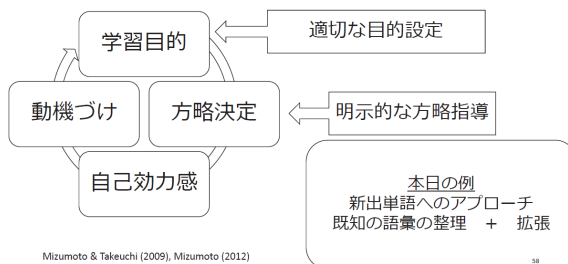 学習目的
適切な目的設定
動機づけ
方略決定
明示的な方略指導
自己効力感
本日の例
新出単語へのアプローチ
既知の語彙の整理　＋　拡張
Mizumoto & Takeuchi (2009), Mizumoto (2012)
58